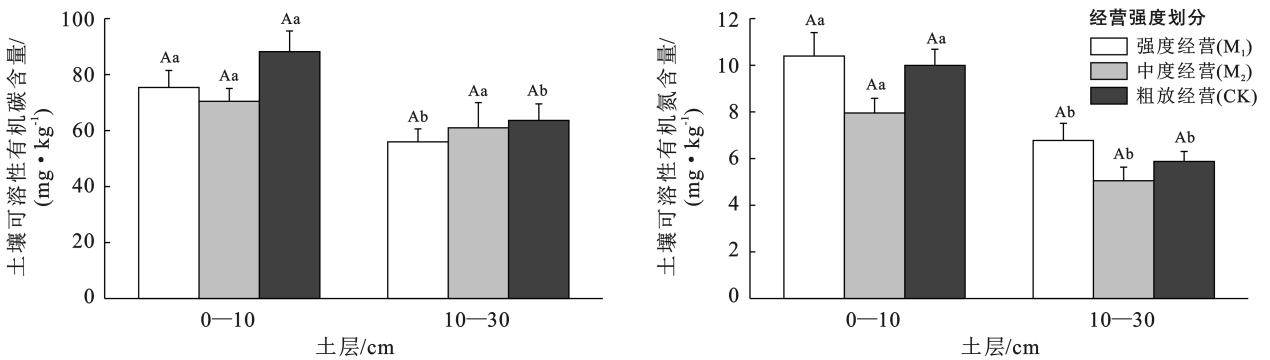 土壤可溶性有机碳含量/
(mg•kg⁻¹)
100
80
60
40
20
0
Aa
Aa
Aa
Ab
Aa
Ab
0—10
10—30
土层/cm
土壤可溶性有机氮含量/
(mg•kg⁻¹)
12
10
8
6
4
2
0
Aa
Aa
Aa
Ab
Ab
Ab
0—10
10—30
土层/cm
经营强度划分
强度经营(M₁)
中度经营(M₂)
粗放经营(CK)